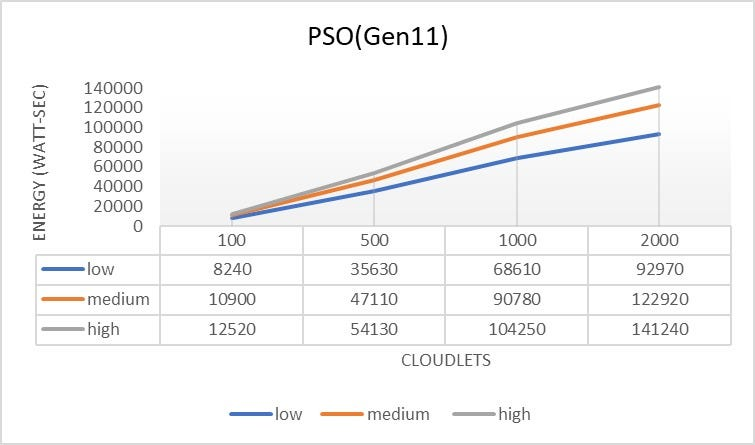 PSO(Gen11)
ENERGY (WATT-SEC)
140000
120000
100000
80000
60000
40000
20000
0
100 500 1000 2000
low 8240 35630 68610 92970
medium 10900 47110 90780 122920
high 12520 54130 104250 141240
CLOUDLETS
low medium high